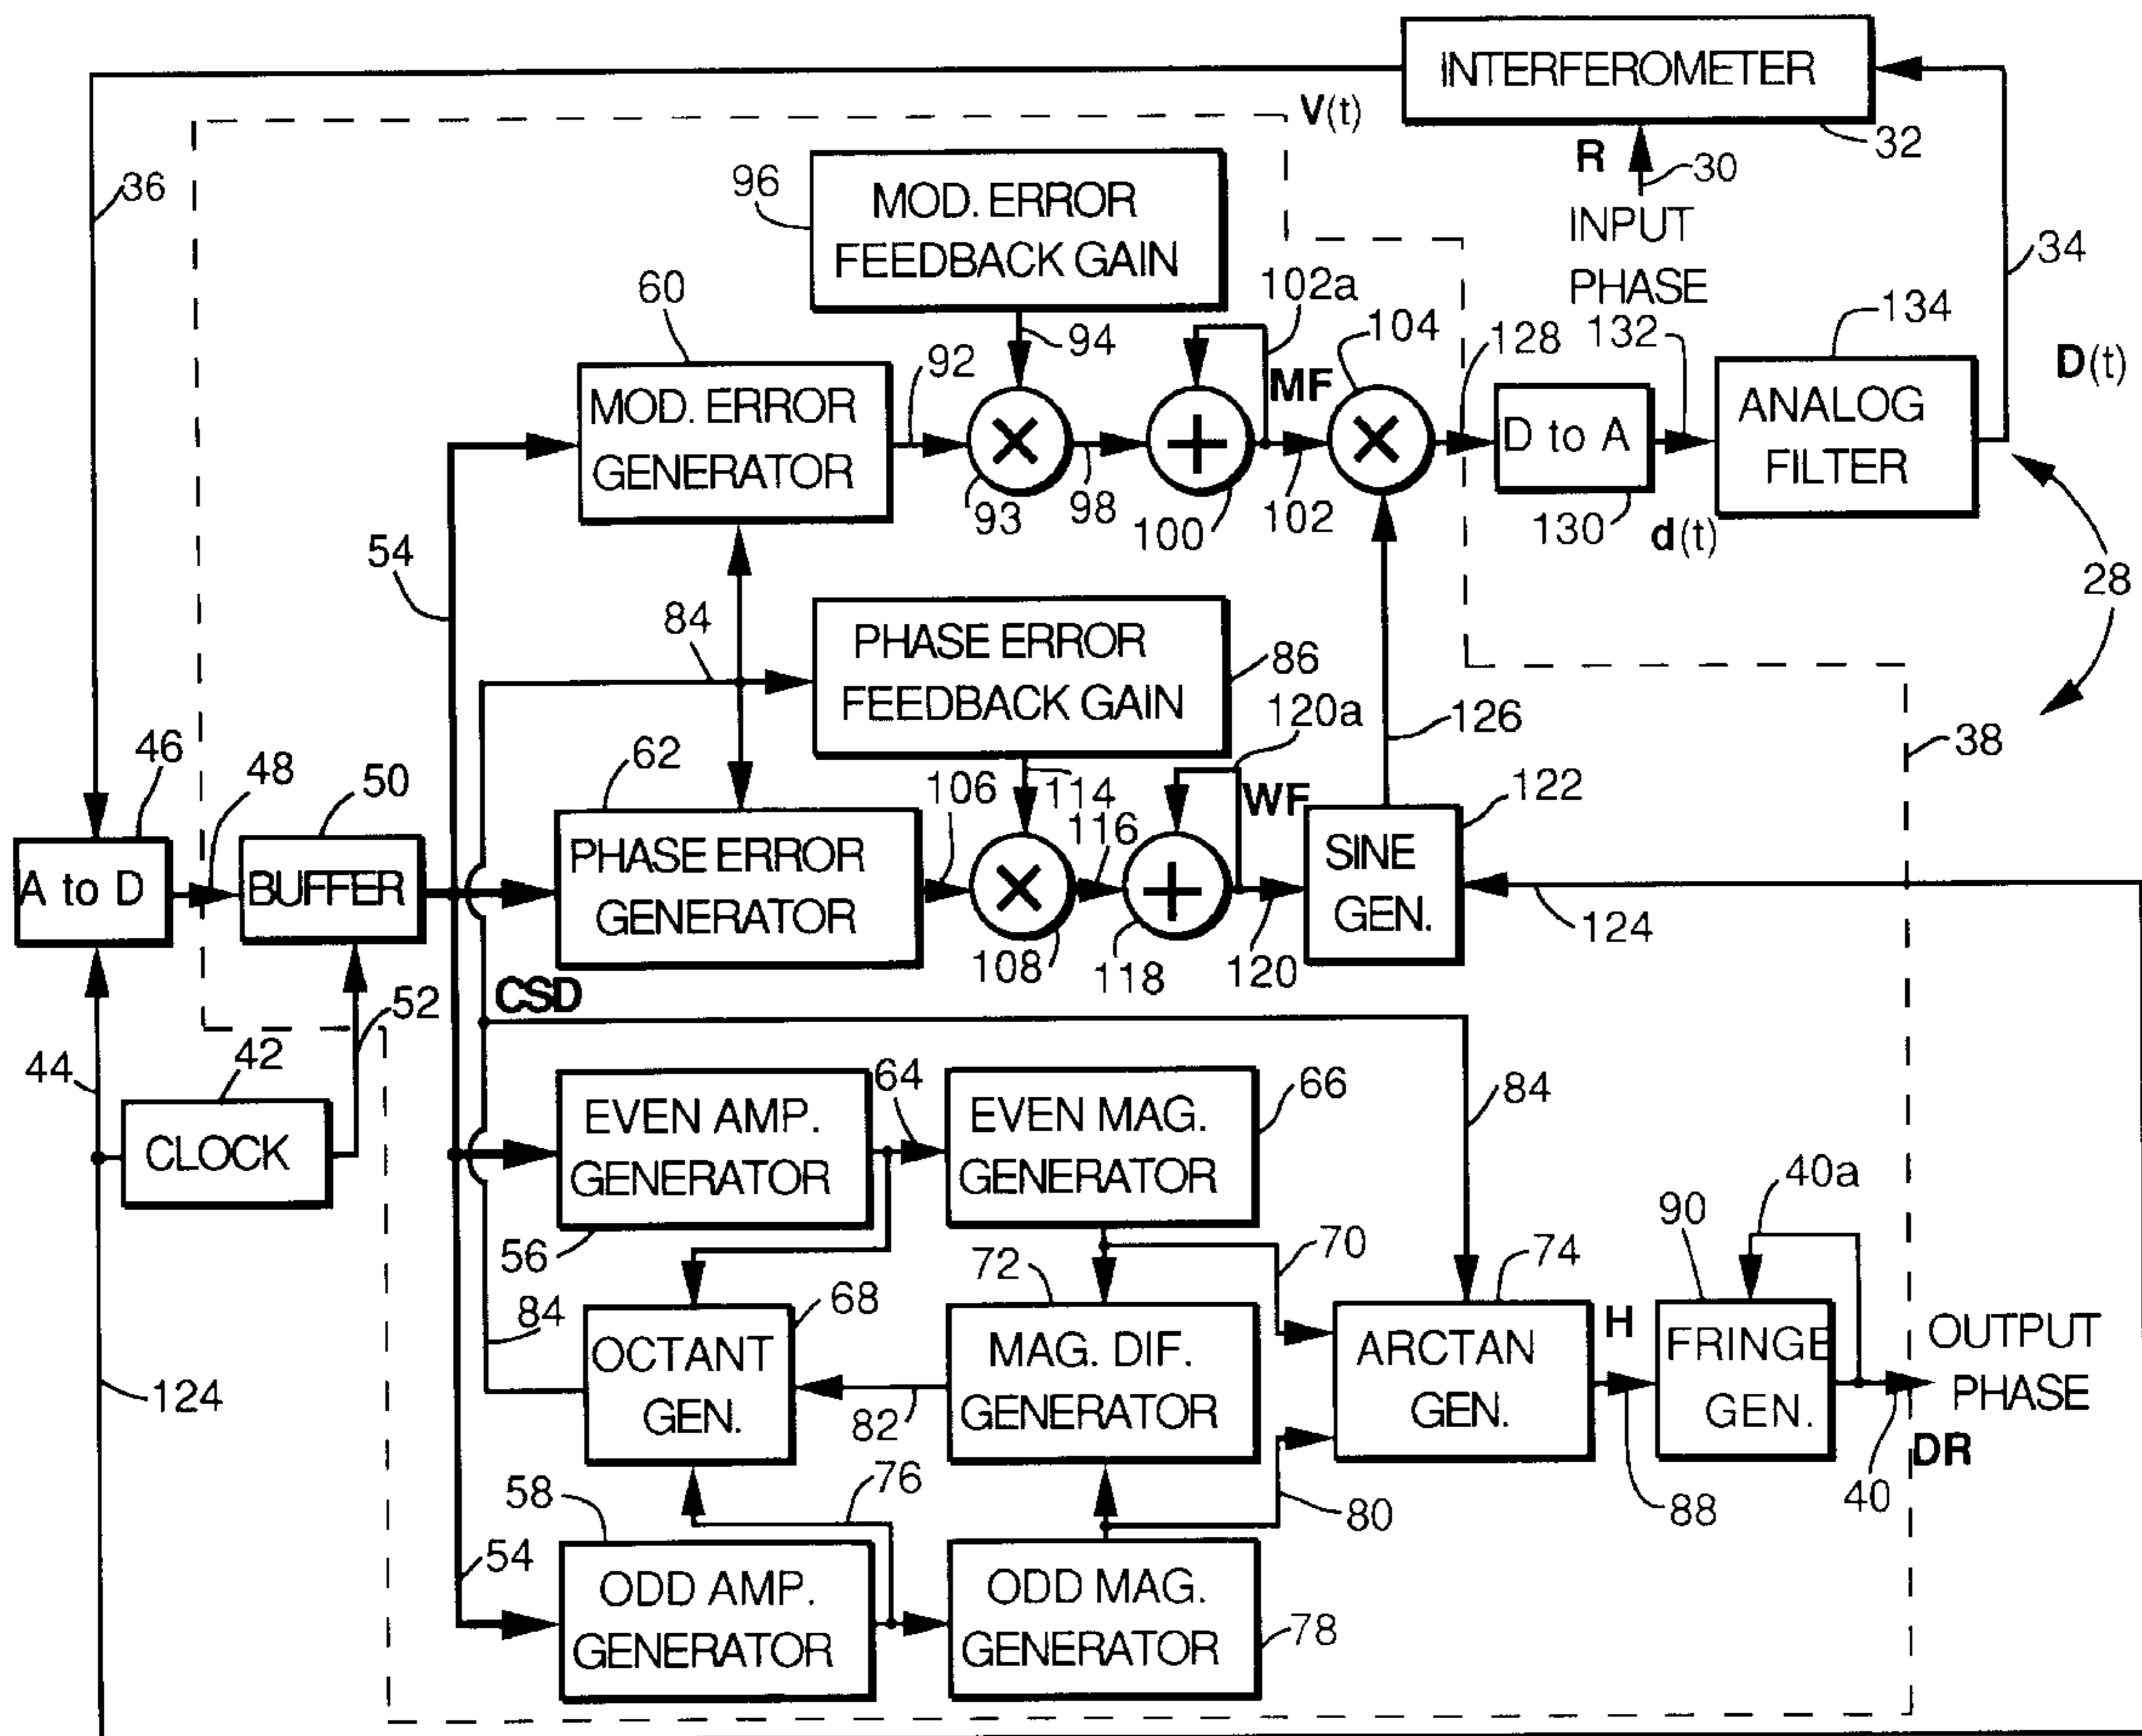 INTERFEROMETER
V(t)
32
R
30
INPUT
PHASE
36
96
MOD. ERROR
FEEDBACK GAIN
34
60
94
102a
104
128
132
134
92
MF
D(t)
MOD. ERROR
GENERATOR
×
+
×
D to A
ANALOG
FILTER
93
98
100
102
130
d(t)
54
28
84
PHASE ERROR
FEEDBACK GAIN
86
120a
126
38
46
48
50
62
106
114
116
WF
122
A to D
BUFFER
PHASE ERROR
GENERATOR
×
+
SINE
GEN.
124
108
118
120
CSD
52
44
42
CLOCK
64
66
84
EVEN AMP.
GENERATOR
EVEN MAG.
GENERATOR
56
72
70
74
90
40a
84
68
OCTANT
GEN.
MAG. DIF.
GENERATOR
ARCTAN
GEN.
H
FRINGE
GEN.
OUTPUT
PHASE
DR
124
82
76
80
88
40
58
54
ODD AMP.
GENERATOR
ODD MAG.
GENERATOR
78